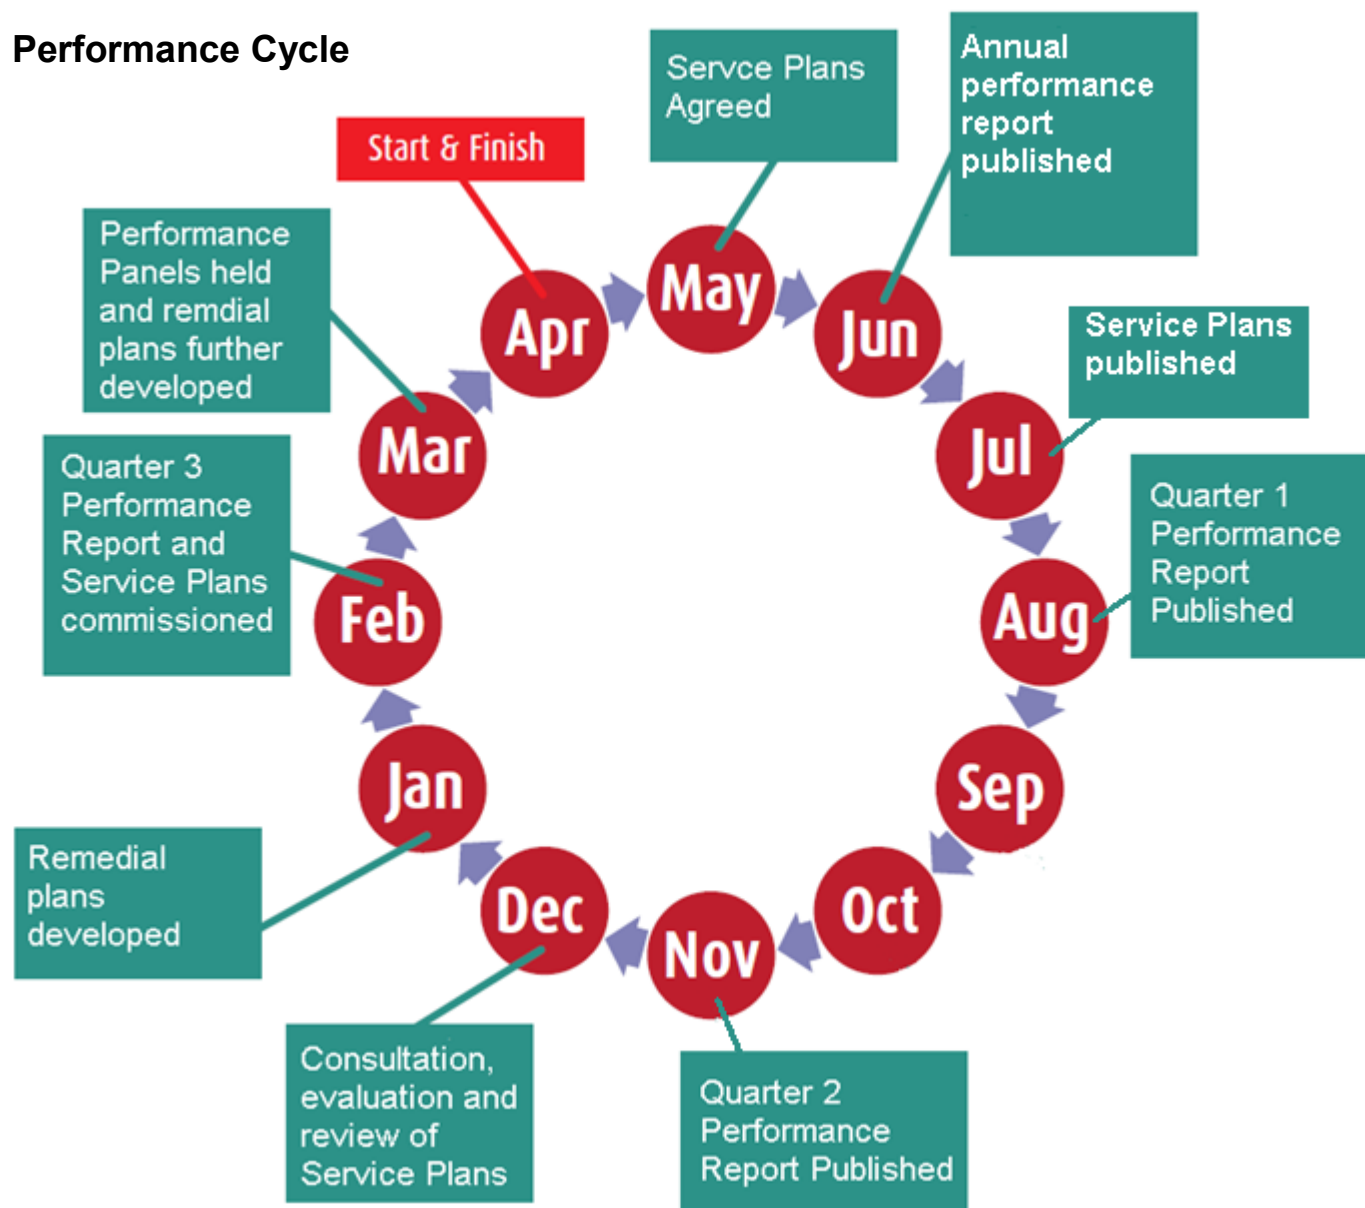 Performance Cycle
Start & Finish
Servce Plans
Agreed
Annual
performance
report
published
Performance
Panels held
and remdial
plans further
developed
Service Plans
published
Quarter 3
Performance
Report and
Service Plans
commissioned
Quarter 1
Performance
Report
Published
Remedial
plans
developed
Consultation,
evaluation and
review of
Service Plans
Quarter 2
Performance
Report Published
Apr
May
Jun
Jul
Aug
Sep
Oct
Nov
Dec
Jan
Feb
Mar